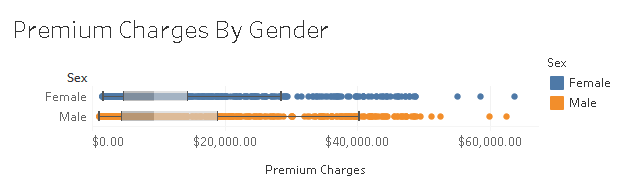 Premium Charges By Gender
Sex
Sex
Female
Female
Male
Male
$0.00 $20,000.00 $40,000.00 $60,000.00
Premium Charges